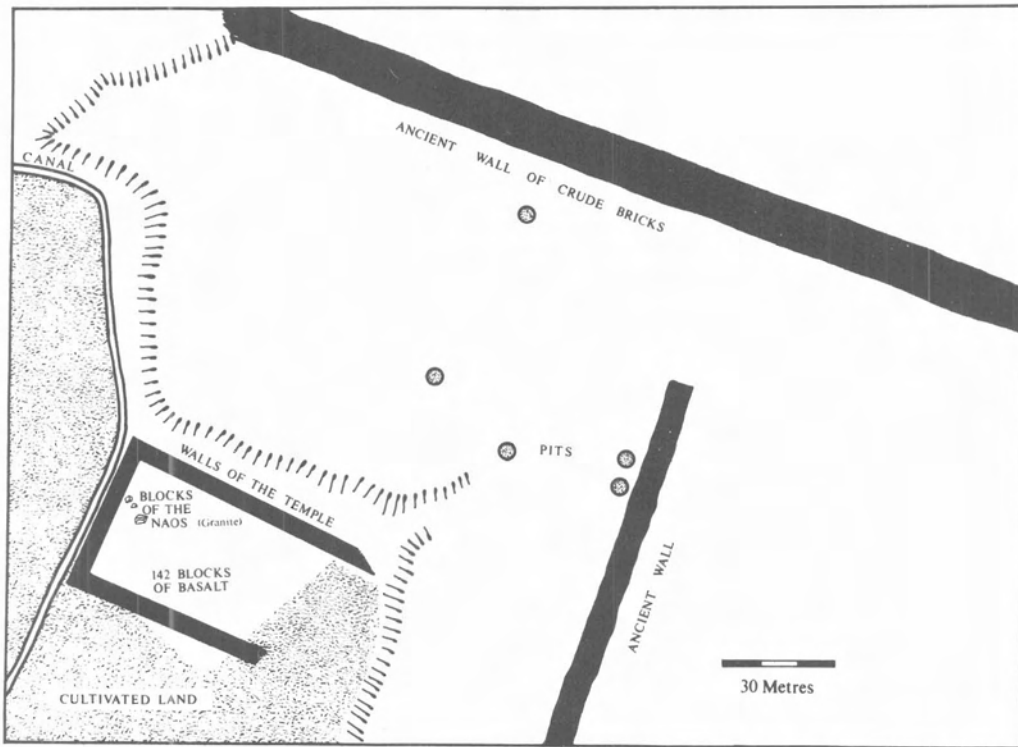 ANCIENT WALL OF CRUDE BRICKS
CANAL
WALLS OF THE TEMPLE
PITS
BLOCKS
OF THE
NAOS (Granite)
142 BLOCKS
OF BASALT
ANCIENT WALL
CULTIVATED LAND
30 Metres